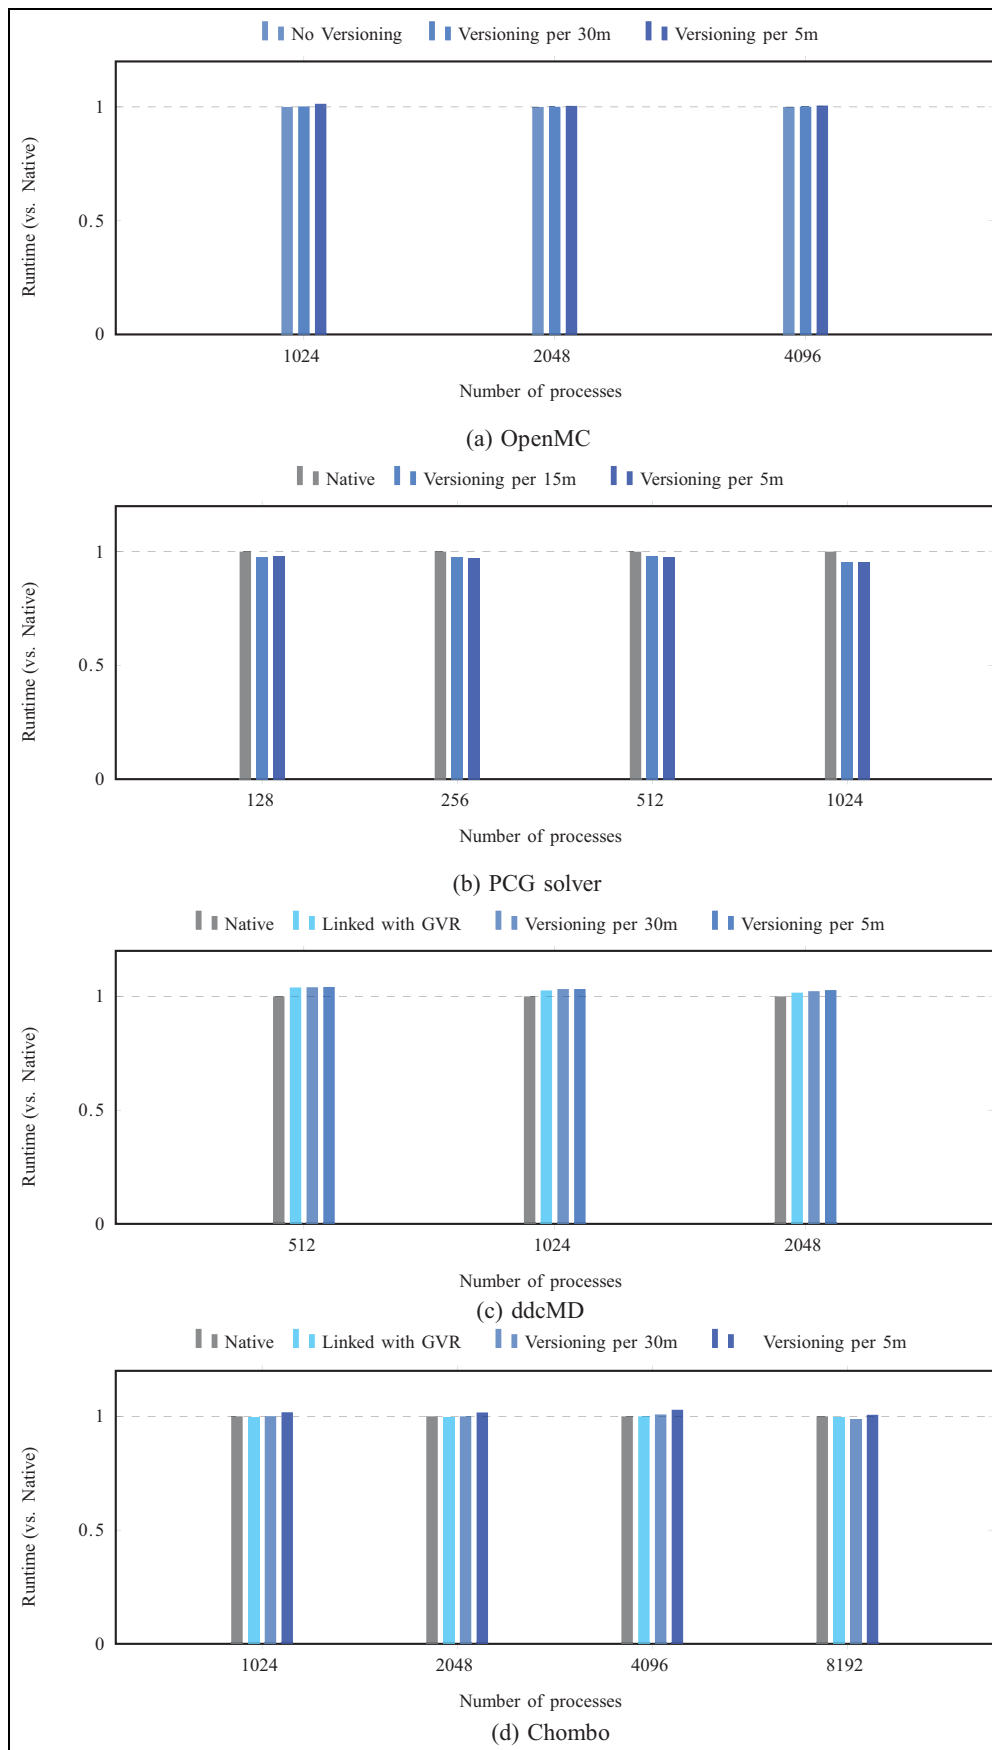 No Versioning Versioning per 30m Versioning per 5m
Runtime (vs. Native)
1
0.5
0
1024 2048 4096
Number of processes
(a) OpenMC
Native Versioning per 15m Versioning per 5m
Runtime (vs. Native)
1
0.5
0
128 256 512 1024
Number of processes
(b) PCG solver
Native Linked with GVR Versioning per 30m Versioning per 5m
Runtime (vs. Native)
1
0.5
0
512 1024 2048
Number of processes
(c) ddcMD
Native Linked with GVR Versioning per 30m Versioning per 5m
Runtime (vs. Native)
1
0.5
0
1024 2048 4096 8192
Number of processes
(d) Chombo